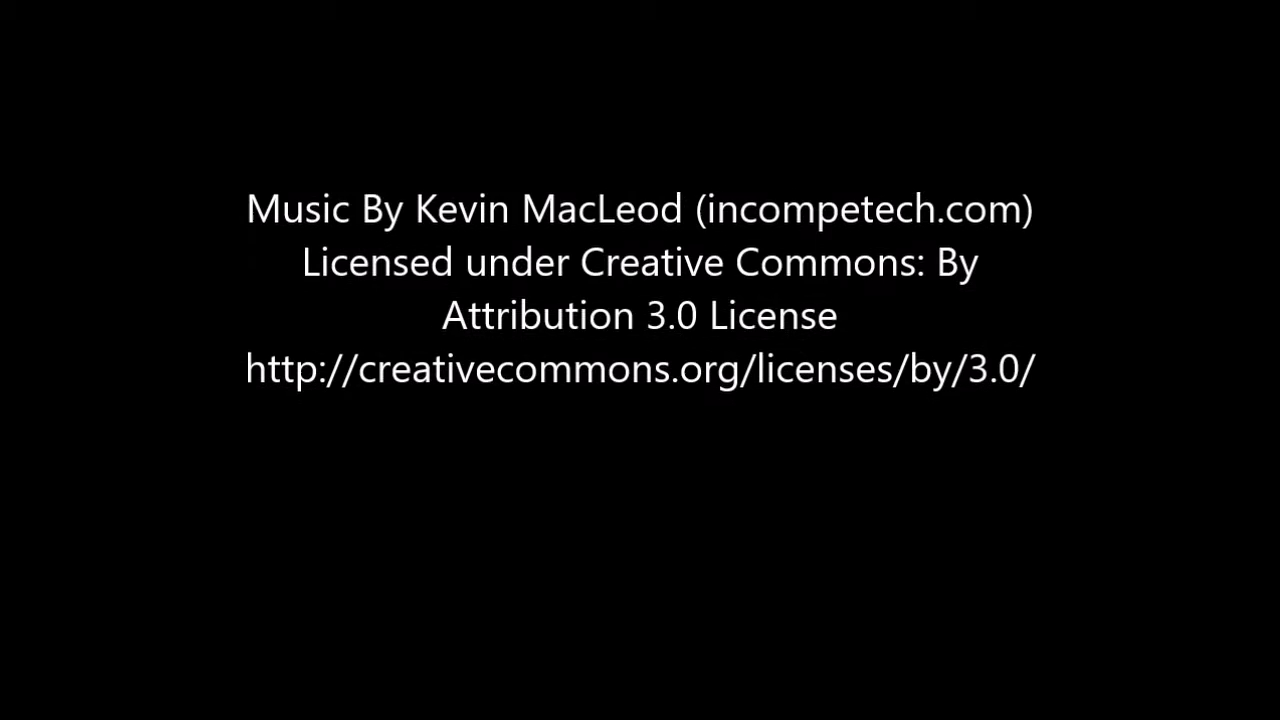 Music By Kevin MacLeod (incompetech.com)
Licensed under Creative Commons: By
Attribution 3.0 License
http://creativecommons.org/licenses/by/3.0/